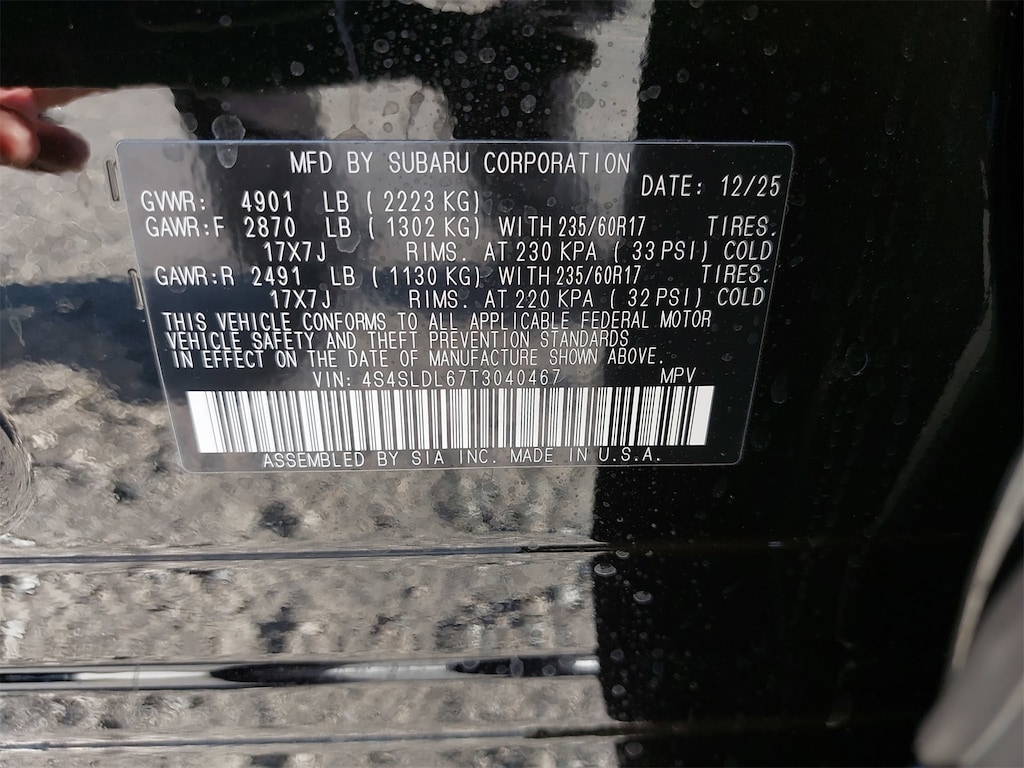 MFD BY SUBARU CORPORATION
DATE: 12/25
GVWR: 4901 LB ( 2223 KG)
GAWR:F 2870 LB ( 1302 KG) WITH 235/60R17 TIRES.
17X7J RIMS. AT 230 KPA ( 33 PSI) COLD
GAWR:R 2491 LB ( 1130 KG) WITH 235/60R17 TIRES.
17X7J RIMS. AT 220 KPA ( 32 PSI) COLD
THIS VEHICLE CONFORMS TO ALL APPLICABLE FEDERAL MOTOR
VEHICLE SAFETY AND THEFT PREVENTION STANDARDS
IN EFFECT ON THE DATE OF MANUFACTURE SHOWN ABOVE.
VIN: 4S4SLDL67T3040467 MPV
ASSEMBLED BY SIA INC. MADE IN U.S.A.